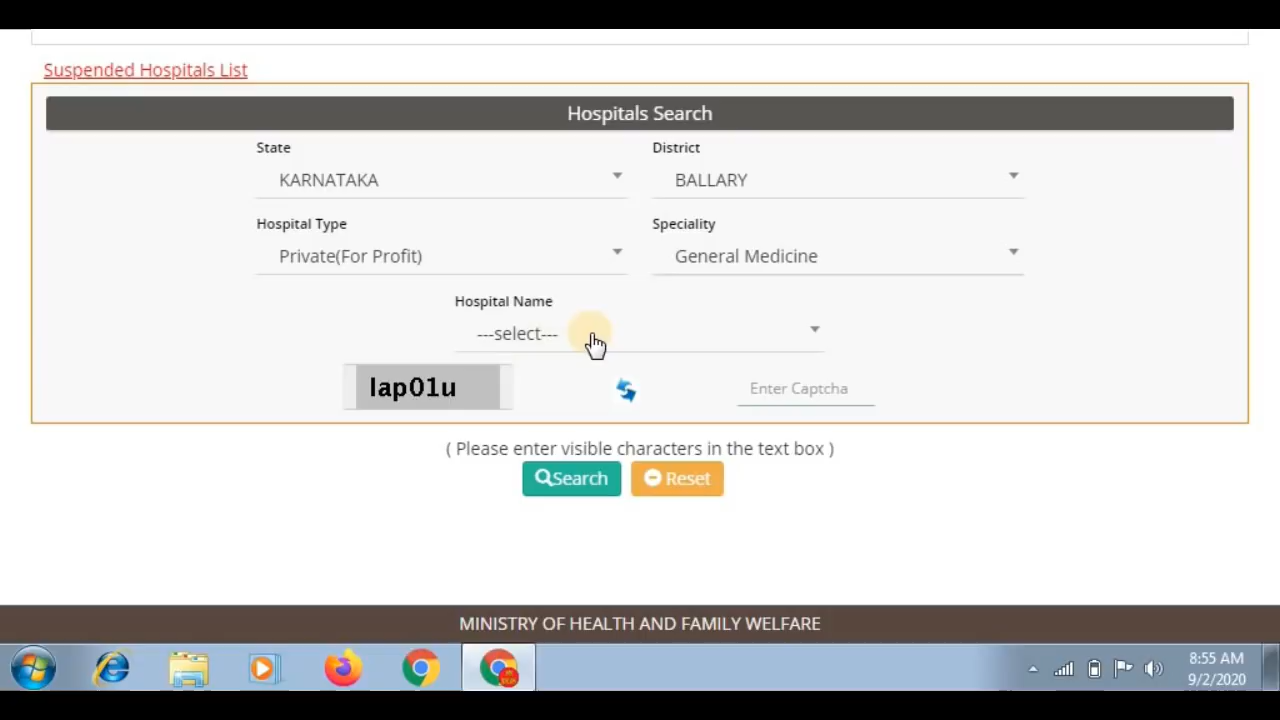 Suspended Hospitals List
Hospitals Search
State District
KARNATAKA BALLARY
Hospital Type Speciality
Private(For Profit) General Medicine
Hospital Name
---select---
lap01u Enter Captcha
( Please enter visible characters in the text box )
Search Reset
MINISTRY OF HEALTH AND FAMILY WELFARE
8:55 AM
9/2/2020